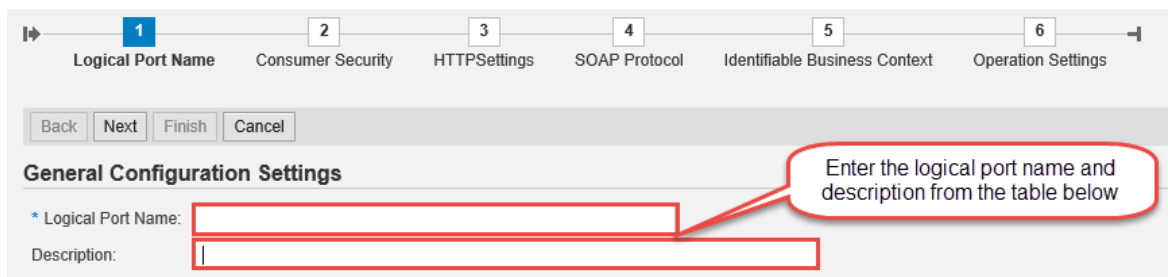 1 2 3 4 5 6
Logical Port Name Consumer Security HTTPSettings SOAP Protocol Identifiable Business Context Operation Settings
Back Next Finish Cancel
General Configuration Settings
Enter the logical port name and
description from the table below
* Logical Port Name:
Description: